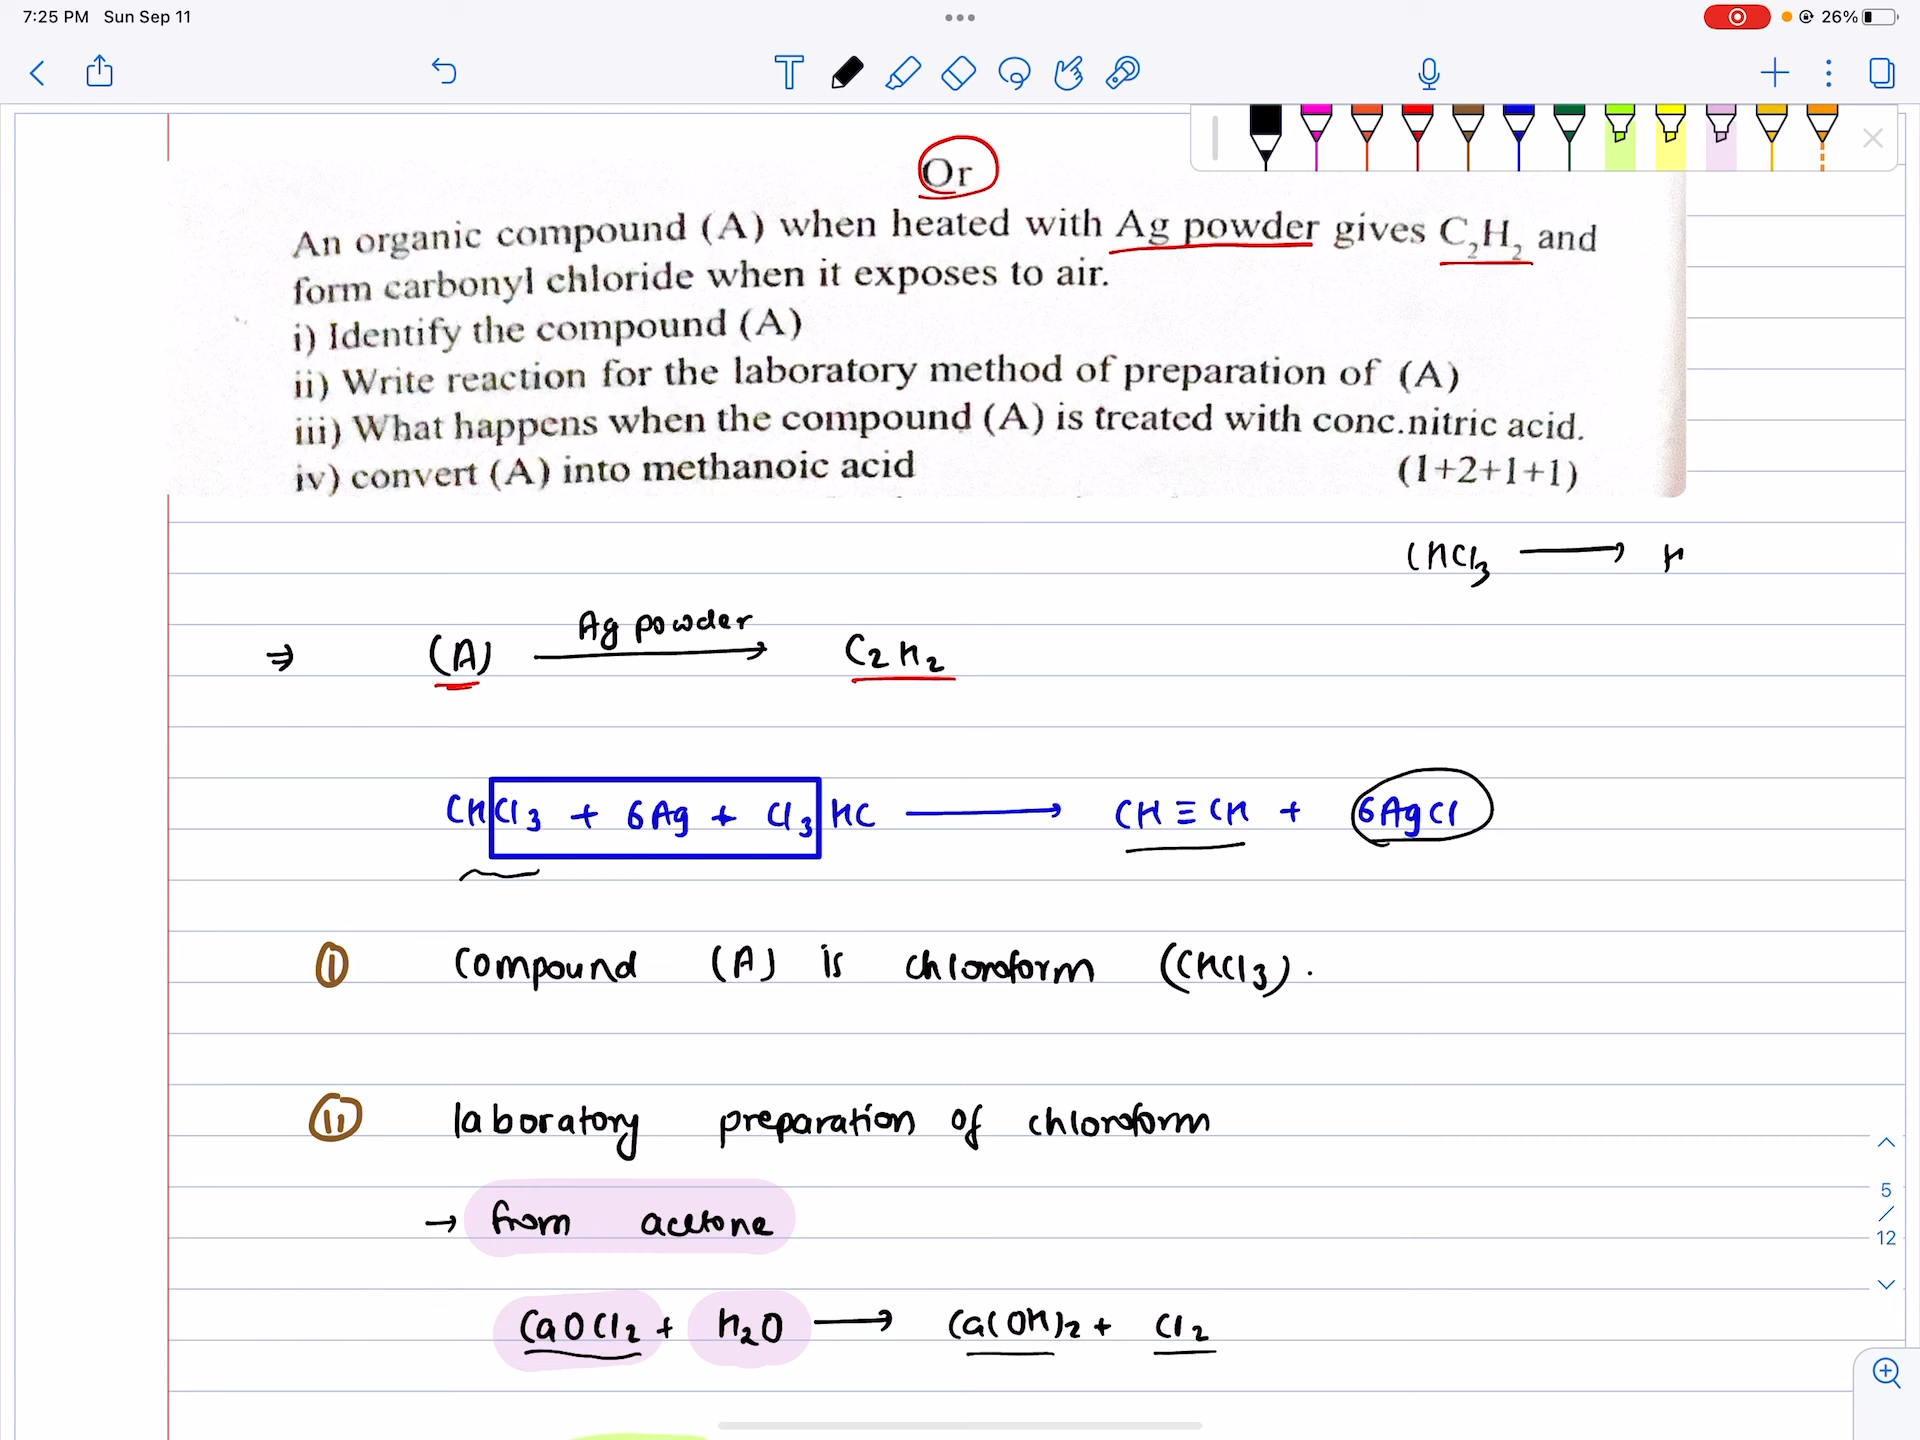 7:25 PM Sun Sep 11
26%
Or
An organic compound (A) when heated with Ag powder gives C₂H₂ and
form carbonyl chloride when it exposes to air.
i) Identify the compound (A)
ii) Write reaction for the laboratory method of preparation of (A)
iii) What happens when the compound (A) is treated with conc.nitric acid.
iv) convert (A) into methanoic acid (1+2+1+1)
CHCl₃ ⟶ H
⇒ (A) Ag powder ⟶ C₂H₂
CHCl₃ + 6Ag + Cl₃HC ⟶ CH≡CH + 6AgCl
(i) Compound (A) is chloroform (CHCl₃).
(ii) laboratory preparation of chloroform
→ from acetone
CaOCl₂ + H₂O ⟶ Ca(OH)₂ + Cl₂
5
/
12